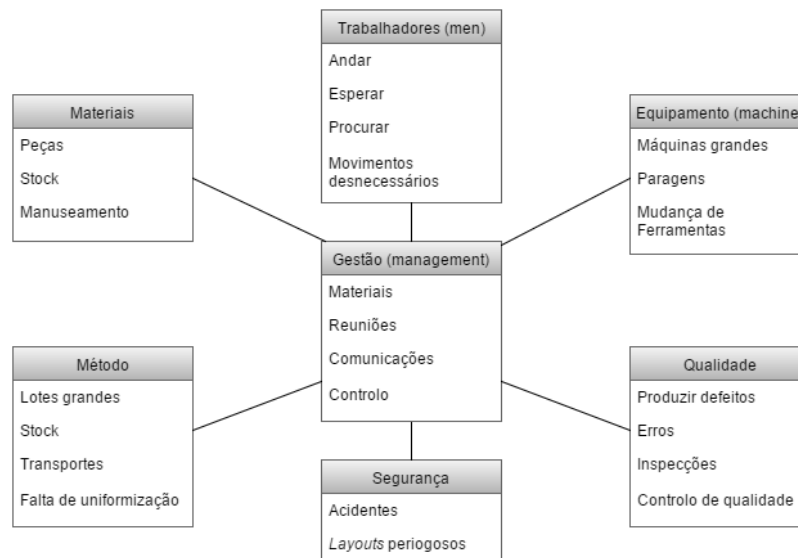 Trabalhadores (men)
Andar
Esperar
Procurar
Movimentos
desnecessários
Materiais
Peças
Stock
Manuseamento
Equipamento (machine
Máquinas grandes
Paragens
Mudança de
Ferramentas
Gestão (management)
Materiais
Reuniões
Comunicações
Controlo
Método
Lotes grandes
Stock
Transportes
Falta de uniformização
Qualidade
Produzir defeitos
Erros
Inspecções
Controlo de qualidade
Segurança
Acidentes
Layouts periogosos